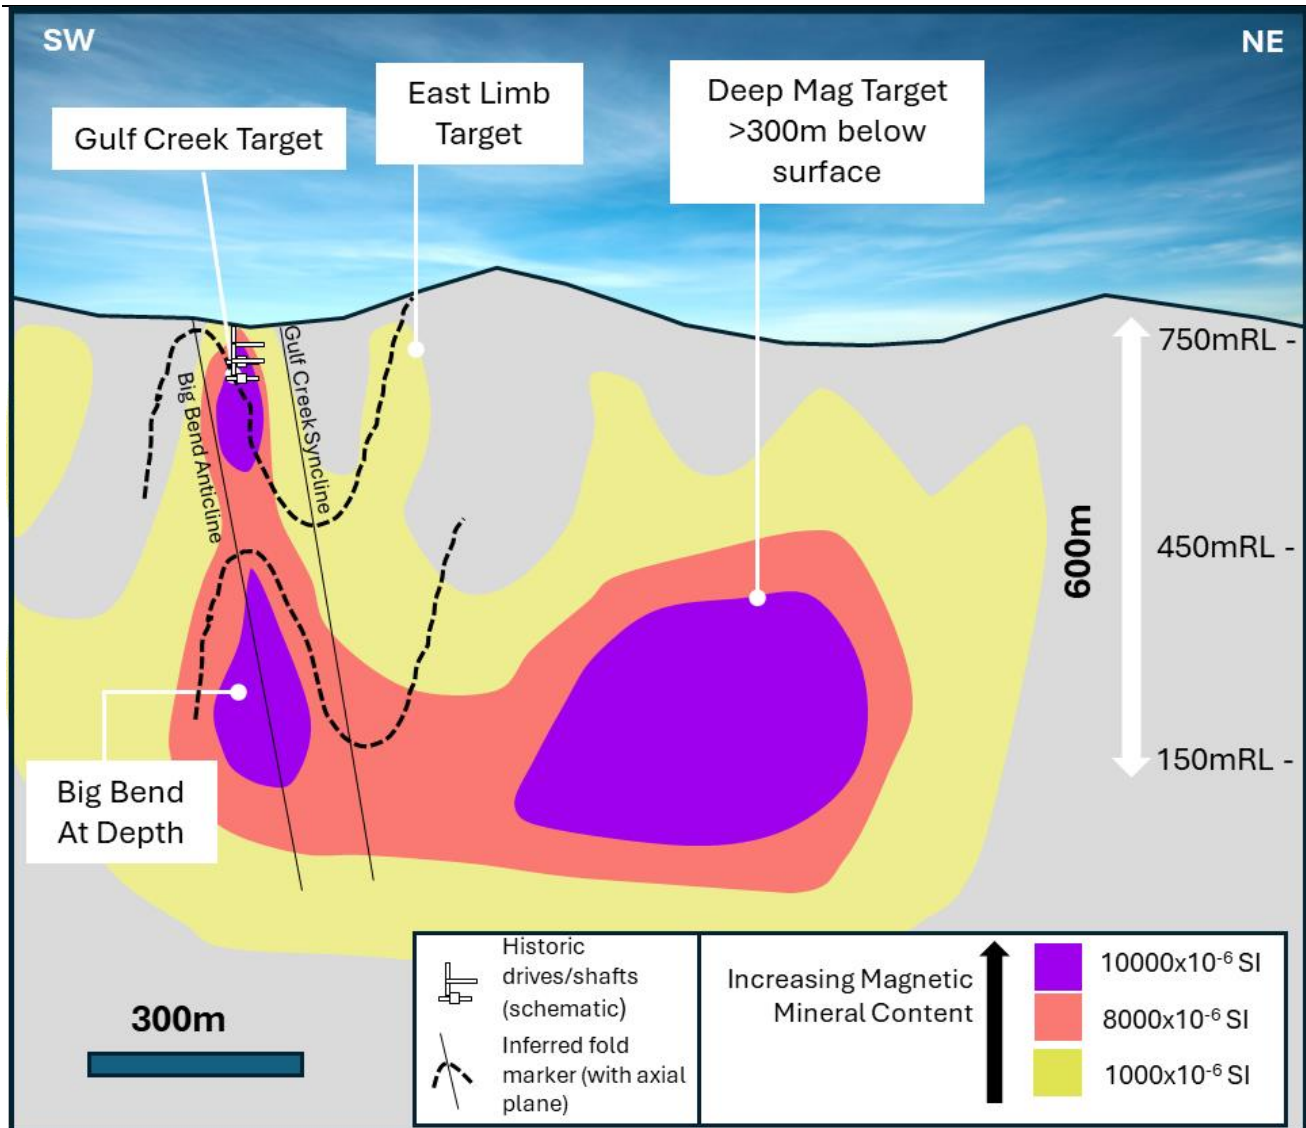 SW
NE
East Limb
Target
Deep Mag Target
>300m below
surface
Gulf Creek Target
Big Bend Anticline
Gulf Creek Syncline
750mRL -
450mRL -
150mRL -
600m
Big Bend
At Depth
300m
Historic
drives/shafts
(schematic)
Inferred fold
marker (with axial
plane)
Increasing Magnetic
Mineral Content
10000x10⁻⁶ SI
8000x10⁻⁶ SI
1000x10⁻⁶ SI